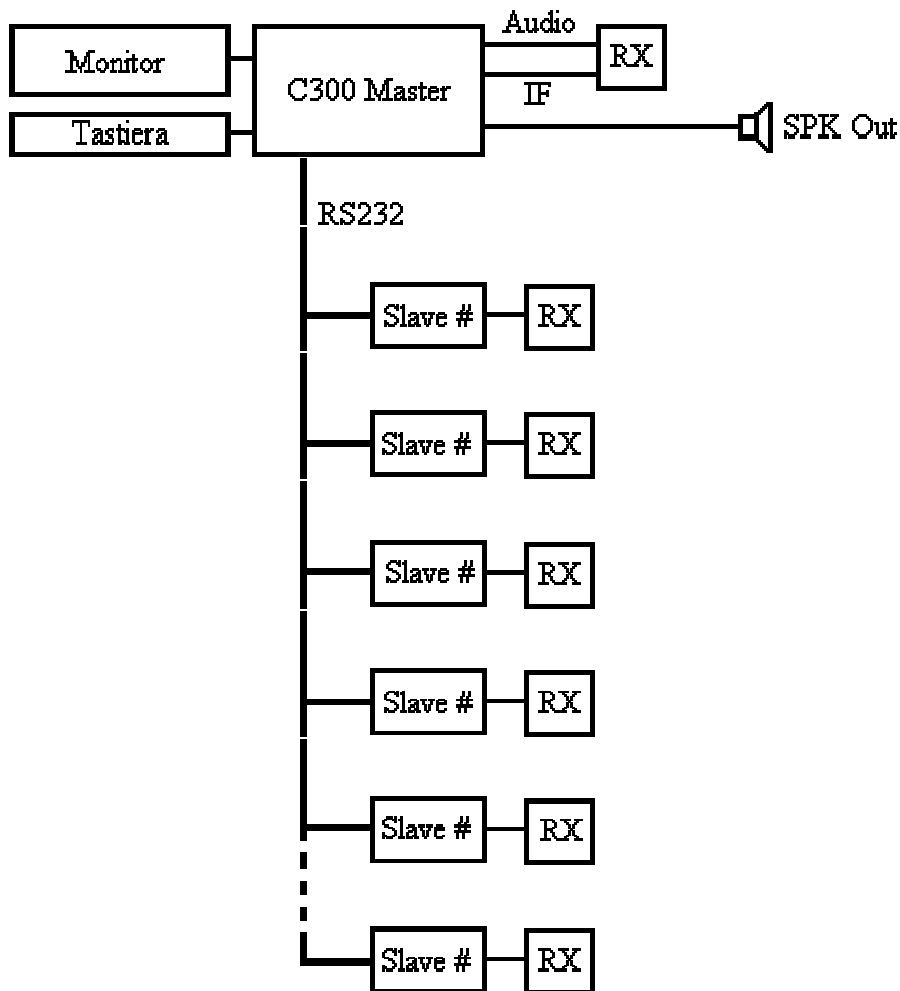 Monitor
Tastiera
C300 Master
Audio
IF
RX
SPK Out
RS232
Slave #
RX
Slave #
RX
Slave #
RX
Slave #
RX
Slave #
RX
Slave #
RX